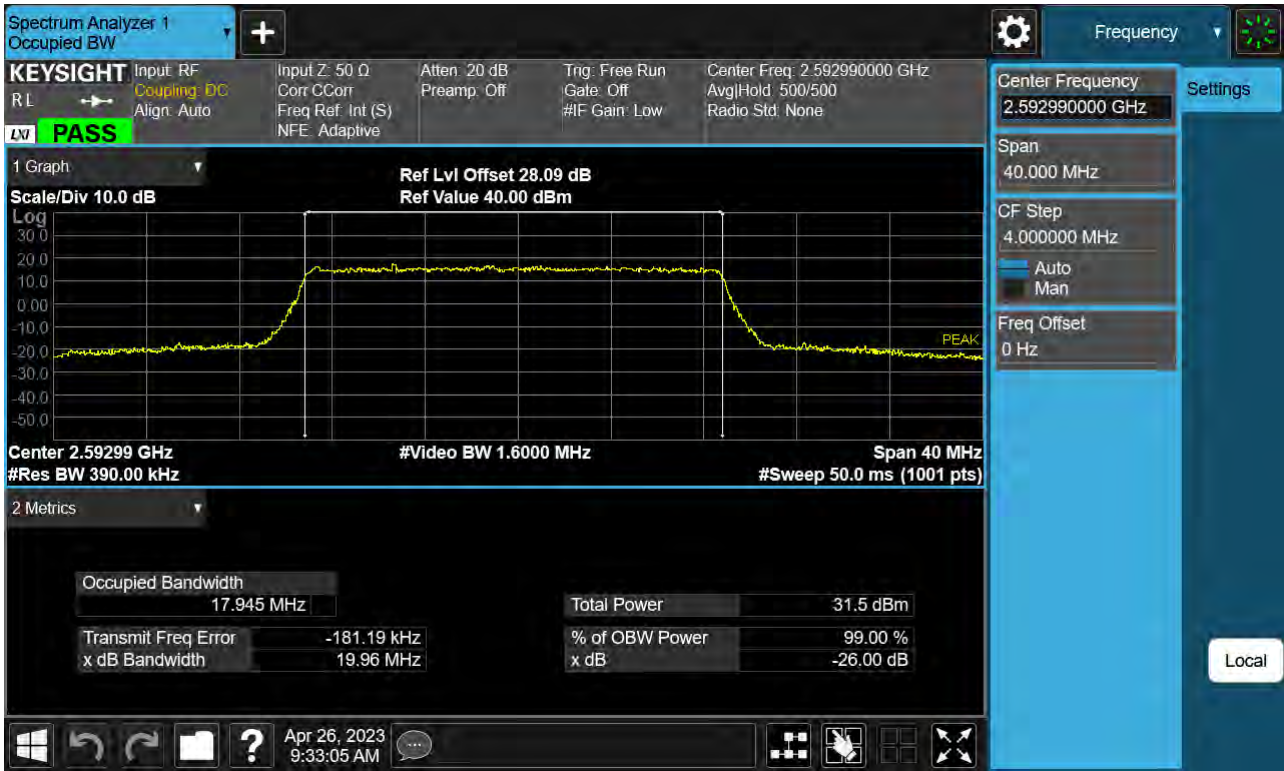 Spectrum Analyzer 1
Occupied BW
+
Frequency
KEYSIGHT
RL
LXI PASS
Input: RF
Coupling: DC
Align: Auto
Input Z: 50 Ω
Corr CCorr
Freq Ref: Int (S)
NFE: Adaptive
Atten: 20 dB
Preamp: Off
Trig: Free Run
Gate: Off
#IF Gain: Low
Center Freq: 2.592990000 GHz
Avg|Hold: 500/500
Radio Std: None
Center Frequency
2.592990000 GHz
Settings
Span
40.000 MHz
CF Step
4.000000 MHz
Auto
Man
Freq Offset
0 Hz
Local
1 Graph
Scale/Div 10.0 dB
Ref Lvl Offset 28.09 dB
Ref Value 40.00 dBm
Log
30.0
20.0
10.0
0.00
-10.0
-20.0
-30.0
-40.0
-50.0
PEAK
Center 2.59299 GHz
#Video BW 1.6000 MHz
Span 40 MHz
#Res BW 390.00 kHz
#Sweep 50.0 ms (1001 pts)
2 Metrics
Occupied Bandwidth
17.945 MHz
Total Power 31.5 dBm
Transmit Freq Error -181.19 kHz
% of OBW Power 99.00 %
x dB Bandwidth 19.96 MHz
x dB -26.00 dB
?
Apr 26, 2023
9:33:05 AM